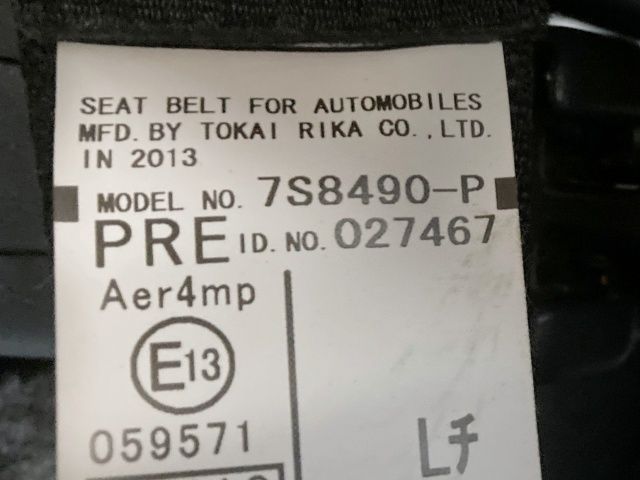 SEAT BELT FOR AUTOMOBILES
MFD. BY TOKAI RIKA CO., LTD.
IN 2013
MODEL NO. 7S8490-P
PRE ID. NO. 027467
Aer4mp
E13
059571
Lチ